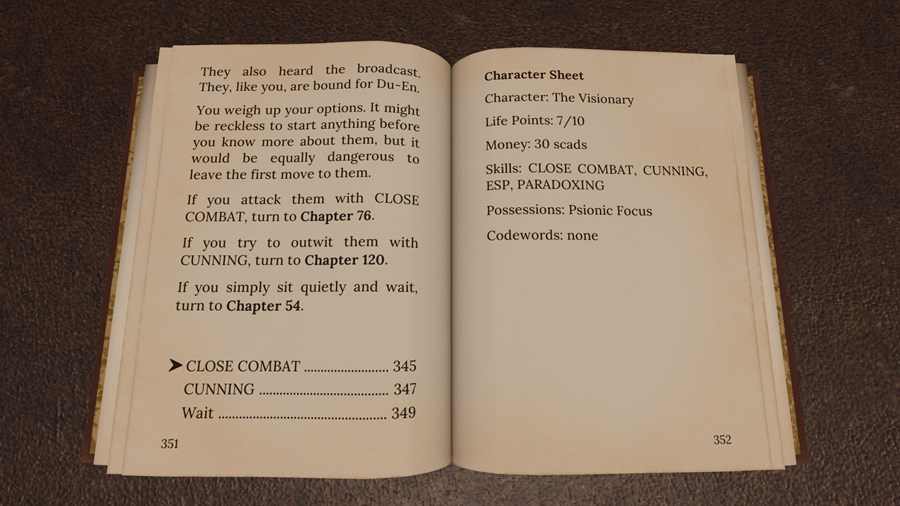 They also heard the broadcast.
They, like you, are bound for Du-En.
You weigh up your options. It might
be reckless to start anything before
you know more about them, but it
would be equally dangerous to
leave the first move to them.
If you attack them with CLOSE
COMBAT, turn to Chapter 76.
If you try to outwit them with
CUNNING, turn to Chapter 120.
If you simply sit quietly and wait,
turn to Chapter 54.
➤ CLOSE COMBAT ........................ 345
CUNNING ..................................... 347
Wait ............................................... 349
351
Character Sheet
Character: The Visionary
Life Points: 7/10
Money: 30 scads
Skills: CLOSE COMBAT, CUNNING,
ESP, PARADOXING
Possessions: Psionic Focus
Codewords: none
352